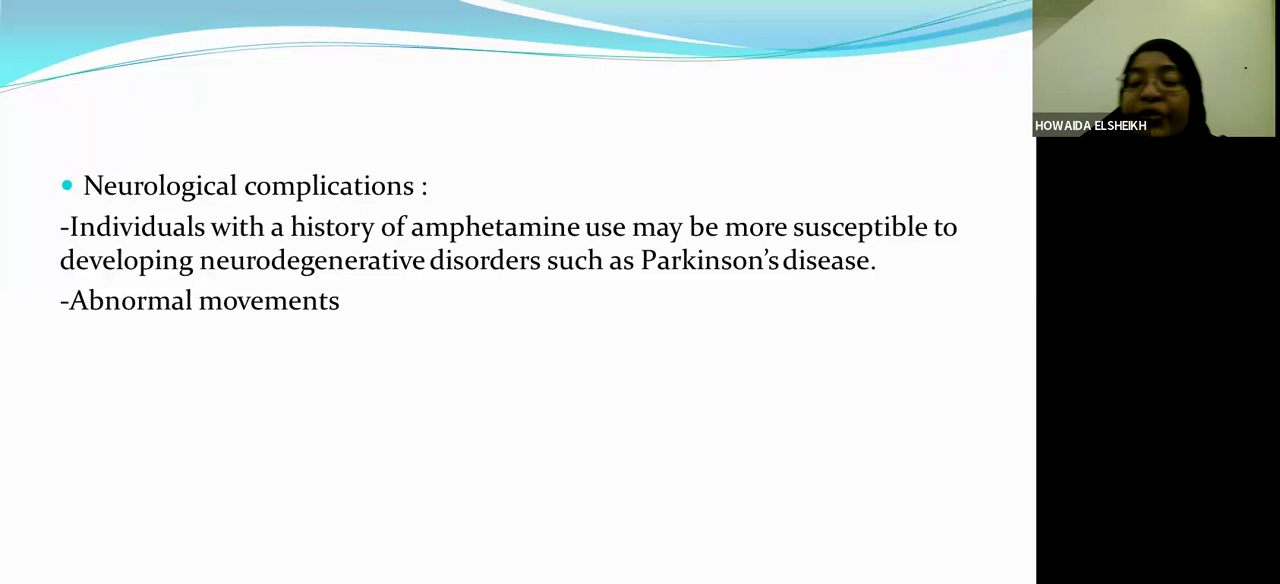 HOWAIDA ELSHEIKH
• Neurological complications :
-Individuals with a history of amphetamine use may be more susceptible to
developing neurodegenerative disorders such as Parkinson’s disease.
-Abnormal movements